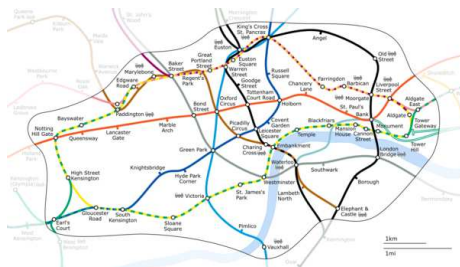 King's Cross
St. Pancras
Euston
Angel
Great
Portland
Street
Baker
Street
Euston
Square
Warren
Street
Old
Street
Marylebone
Regent's
Park
Edgware
Road
Goodge
Street
Russell
Square
Farringdon
Barbican
Liverpool
Street
Tottenham
Court Road
Chancery
Lane
Moorgate
Aldgate
East
Paddington
Bond
Street
Oxford
Circus
Holborn
St. Paul's
Bank
Aldgate
Tower
Gateway
Bayswater
Notting
Hill Gate
Queensway
Lancaster
Gate
Marble
Arch
Covent
Garden
Leicester
Square
Piccadilly
Circus
Blackfriars
Temple
Mansion
House
Cannon
Street
Monument
Tower
Hill
Charing
Cross
Embankment
Green Park
London
Bridge
High Street
Kensington
Knightsbridge
Hyde Park
Corner
Waterloo
Southwark
Westminster
St. James's
Park
Lambeth
North
Borough
Victoria
Gloucester
Road
South
Kensington
Sloane
Square
Earl's
Court
Pimlico
Elephant &
Castle
Vauxhall
Kennington
1km
1mi